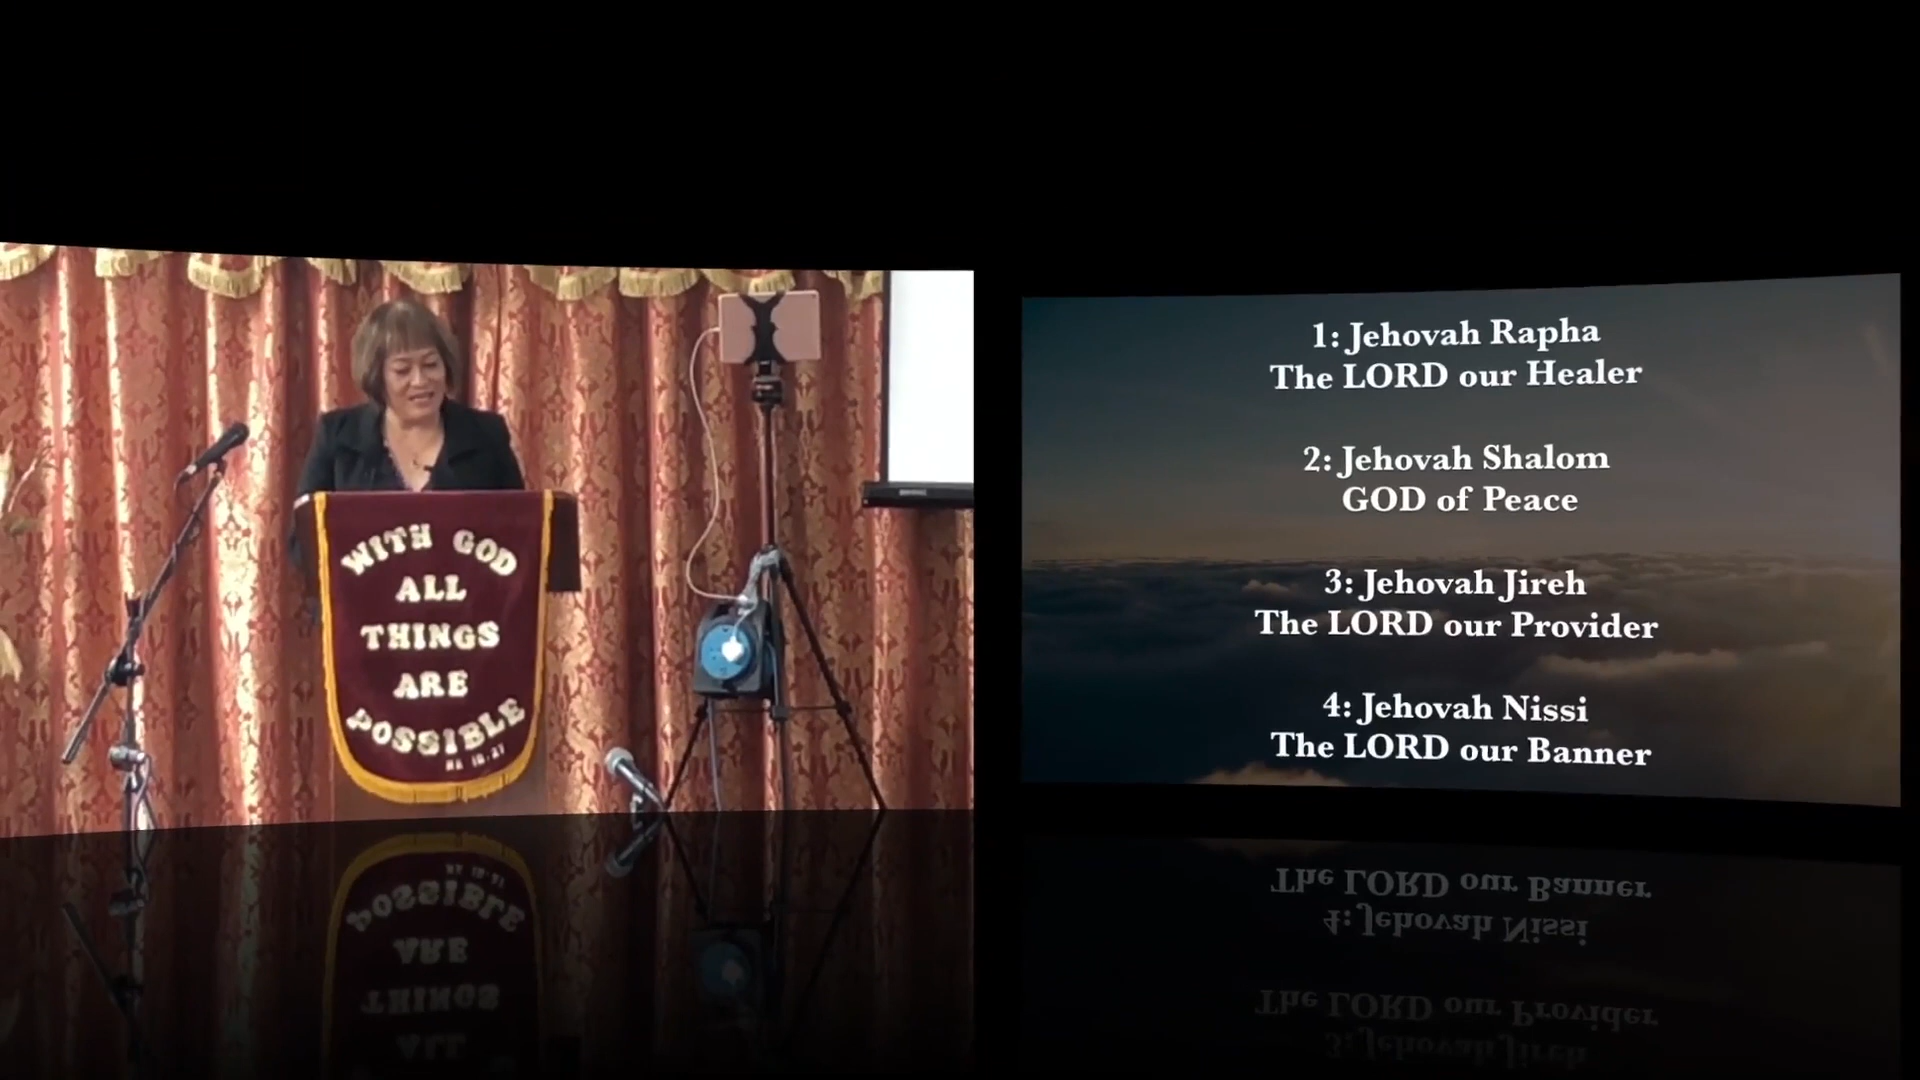 WITH GOD
ALL
THINGS
ARE
POSSIBLE
1: Jehovah Rapha
The LORD our Healer
2: Jehovah Shalom
GOD of Peace
3: Jehovah Jireh
The LORD our Provider
4: Jehovah Nissi
The LORD our Banner